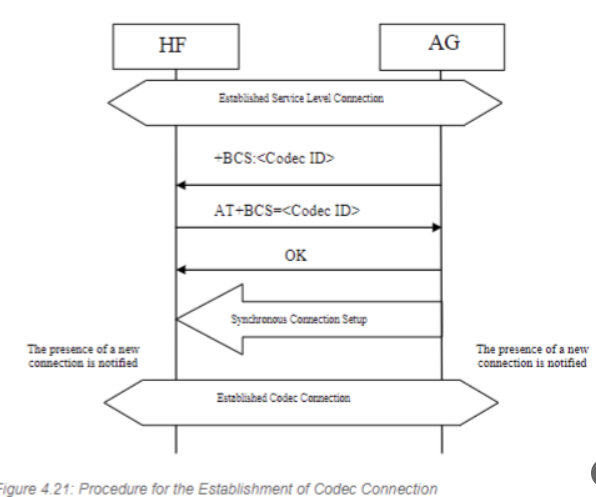 HF
AG
Established Service Level Connection
+BCS:<Codec ID>
AT+BCS=<Codec ID>
OK
Synchronous Connection Setup
The presence of a new
connection is notified
The presence of a new
connection is notified
Established Codec Connection
Figure 4.21: Procedure for the Establishment of Codec Connection